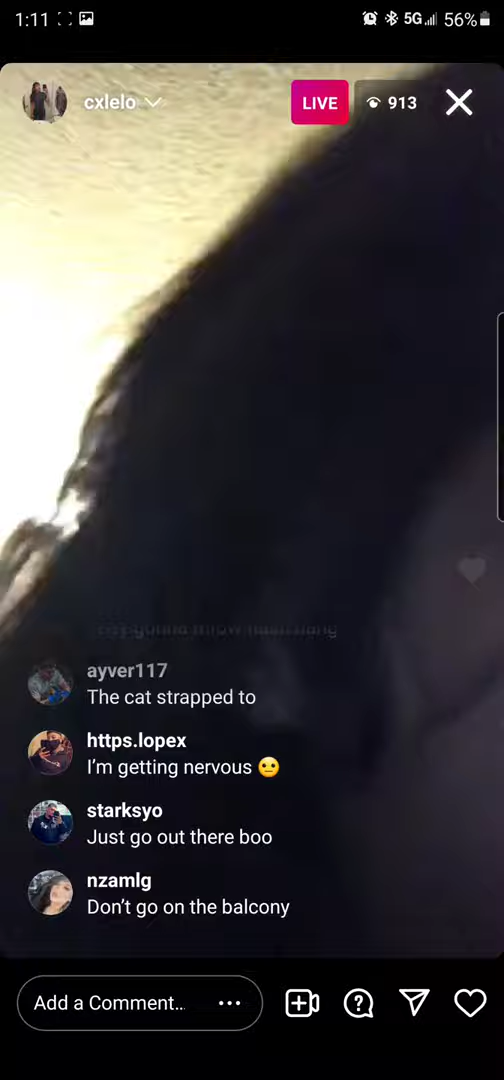 1:11
5G
56%
cxlelo
LIVE
913
ayver117
The cat strapped to
https.lopex
I'm getting nervous 😐
starksyo
Just go out there boo
nzamlg
Don't go on the balcony
Add a Comment...